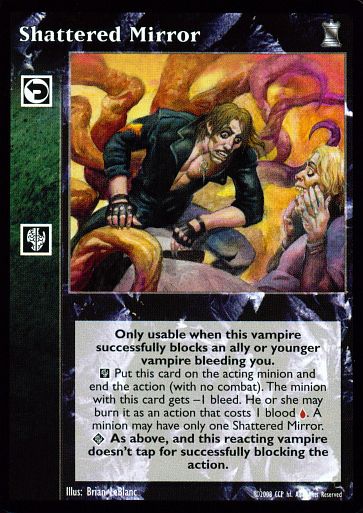 Shattered Mirror
Only usable when this vampire
successfully blocks an ally or younger
vampire bleeding you.
Put this card on the acting minion and
end the action (with no combat). The minion
with this card gets –1 bleed. He or she may
burn it as an action that costs 1 blood. A
minion may have only one Shattered Mirror.
As above, and this reacting vampire
doesn't tap for successfully blocking the
action.
Illus: Brian LeBlanc
©2008 CCP hf. All Rights Reserved